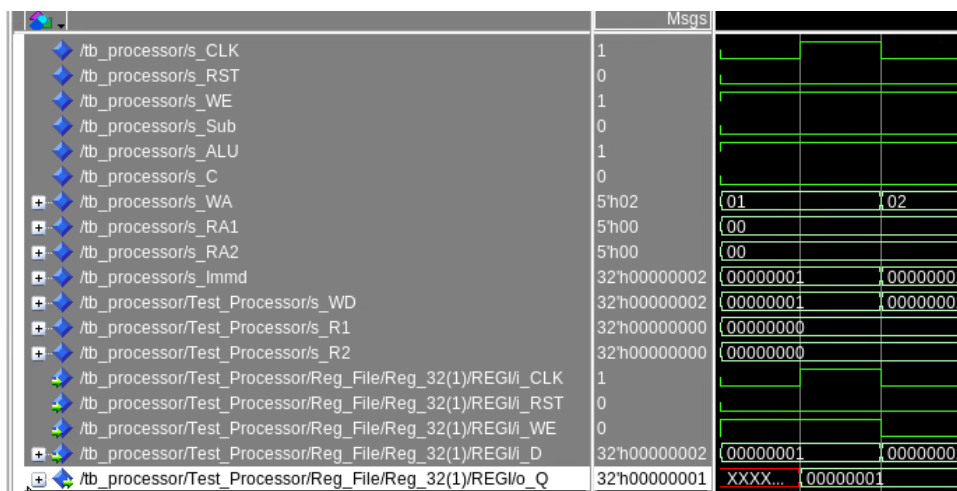 Msgs
/tb_processor/s_CLK 1
/tb_processor/s_RST 0
/tb_processor/s_WE 1
/tb_processor/s_Sub 0
/tb_processor/s_ALU 1
/tb_processor/s_C 0
/tb_processor/s_WA 5'h02 01 02
/tb_processor/s_RA1 5'h00 00
/tb_processor/s_RA2 5'h00 00
/tb_processor/s_Immd 32'h00000002 00000001 0000000
/tb_processor/Test_Processor/s_WD 32'h00000002 00000001 0000000
/tb_processor/Test_Processor/s_R1 32'h00000000 00000000
/tb_processor/Test_Processor/s_R2 32'h00000000 00000000
/tb_processor/Test_Processor/Reg_File/Reg_32(1)/REGI/i_CLK 1
/tb_processor/Test_Processor/Reg_File/Reg_32(1)/REGI/i_RST 0
/tb_processor/Test_Processor/Reg_File/Reg_32(1)/REGI/i_WE 0
/tb_processor/Test_Processor/Reg_File/Reg_32(1)/REGI/i_D 32'h00000002 00000001 0000000
/tb_processor/Test_Processor/Reg_File/Reg_32(1)/REGI/o_Q 32'h00000001 XXXX... 00000001